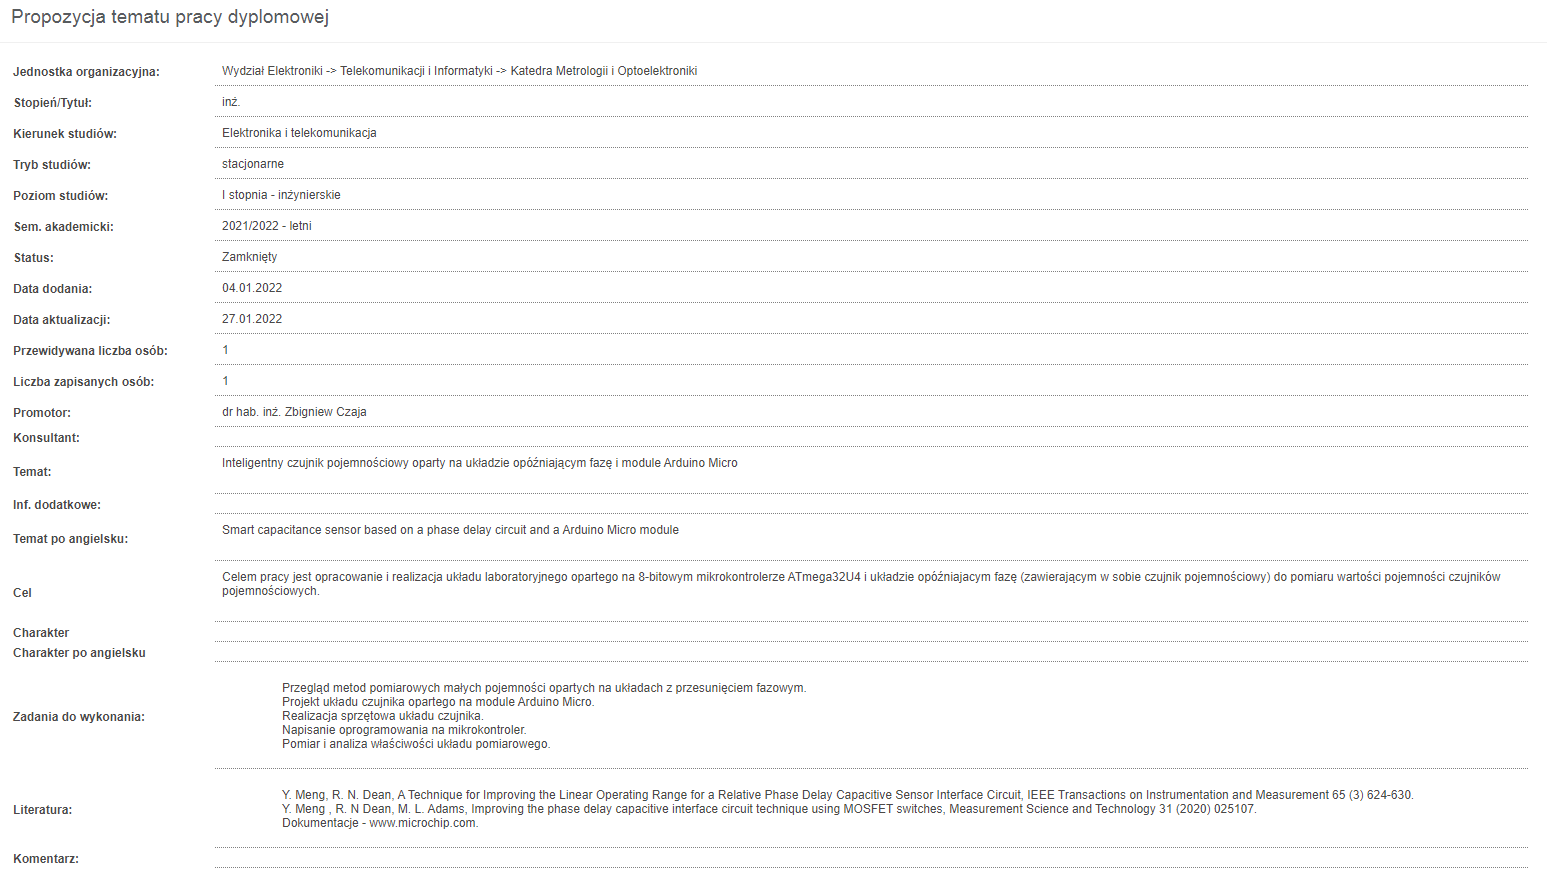 Propozycja tematu pracy dyplomowej
Jednostka organizacyjna: Wydział Elektroniki -> Telekomunikacji i Informatyki -> Katedra Metrologii i Optoelektroniki
Stopień/Tytuł: inż.
Kierunek studiów: Elektronika i telekomunikacja
Tryb studiów: stacjonarne
Poziom studiów: I stopnia - inżynierskie
Sem. akademicki: 2021/2022 - letni
Status: Zamknięty
Data dodania: 04.01.2022
Data aktualizacji: 27.01.2022
Przewidywana liczba osób: 1
Liczba zapisanych osób: 1
Promotor: dr hab. inż. Zbigniew Czaja
Konsultant:
Temat: Inteligentny czujnik pojemnościowy oparty na układzie opóźniającym fazę i module Arduino Micro
Inf. dodatkowe:
Temat po angielsku: Smart capacitance sensor based on a phase delay circuit and a Arduino Micro module
Cel Celem pracy jest opracowanie i realizacja układu laboratoryjnego opartego na 8-bitowym mikrokontrolerze ATmega32U4 i układzie opóźniajacym fazę (zawierającym w sobie czujnik pojemnościowy) do pomiaru wartości pojemności czujników
pojemnościowych.
Charakter
Charakter po angielsku
Zadania do wykonania:
Przegląd metod pomiarowych małych pojemności opartych na układach z przesunięciem fazowym.
Projekt układu czujnika opartego na module Arduino Micro.
Realizacja sprzętowa układu czujnika.
Napisanie oprogramowania na mikrokontroler.
Pomiar i analiza właściwości układu pomiarowego.
Literatura:
Y. Meng, R. N. Dean, A Technique for Improving the Linear Operating Range for a Relative Phase Delay Capacitive Sensor Interface Circuit, IEEE Transactions on Instrumentation and Measurement 65 (3) 624-630.
Y. Meng , R. N Dean, M. L. Adams, Improving the phase delay capacitive interface circuit technique using MOSFET switches, Measurement Science and Technology 31 (2020) 025107.
Dokumentacje - www.microchip.com.
Komentarz: